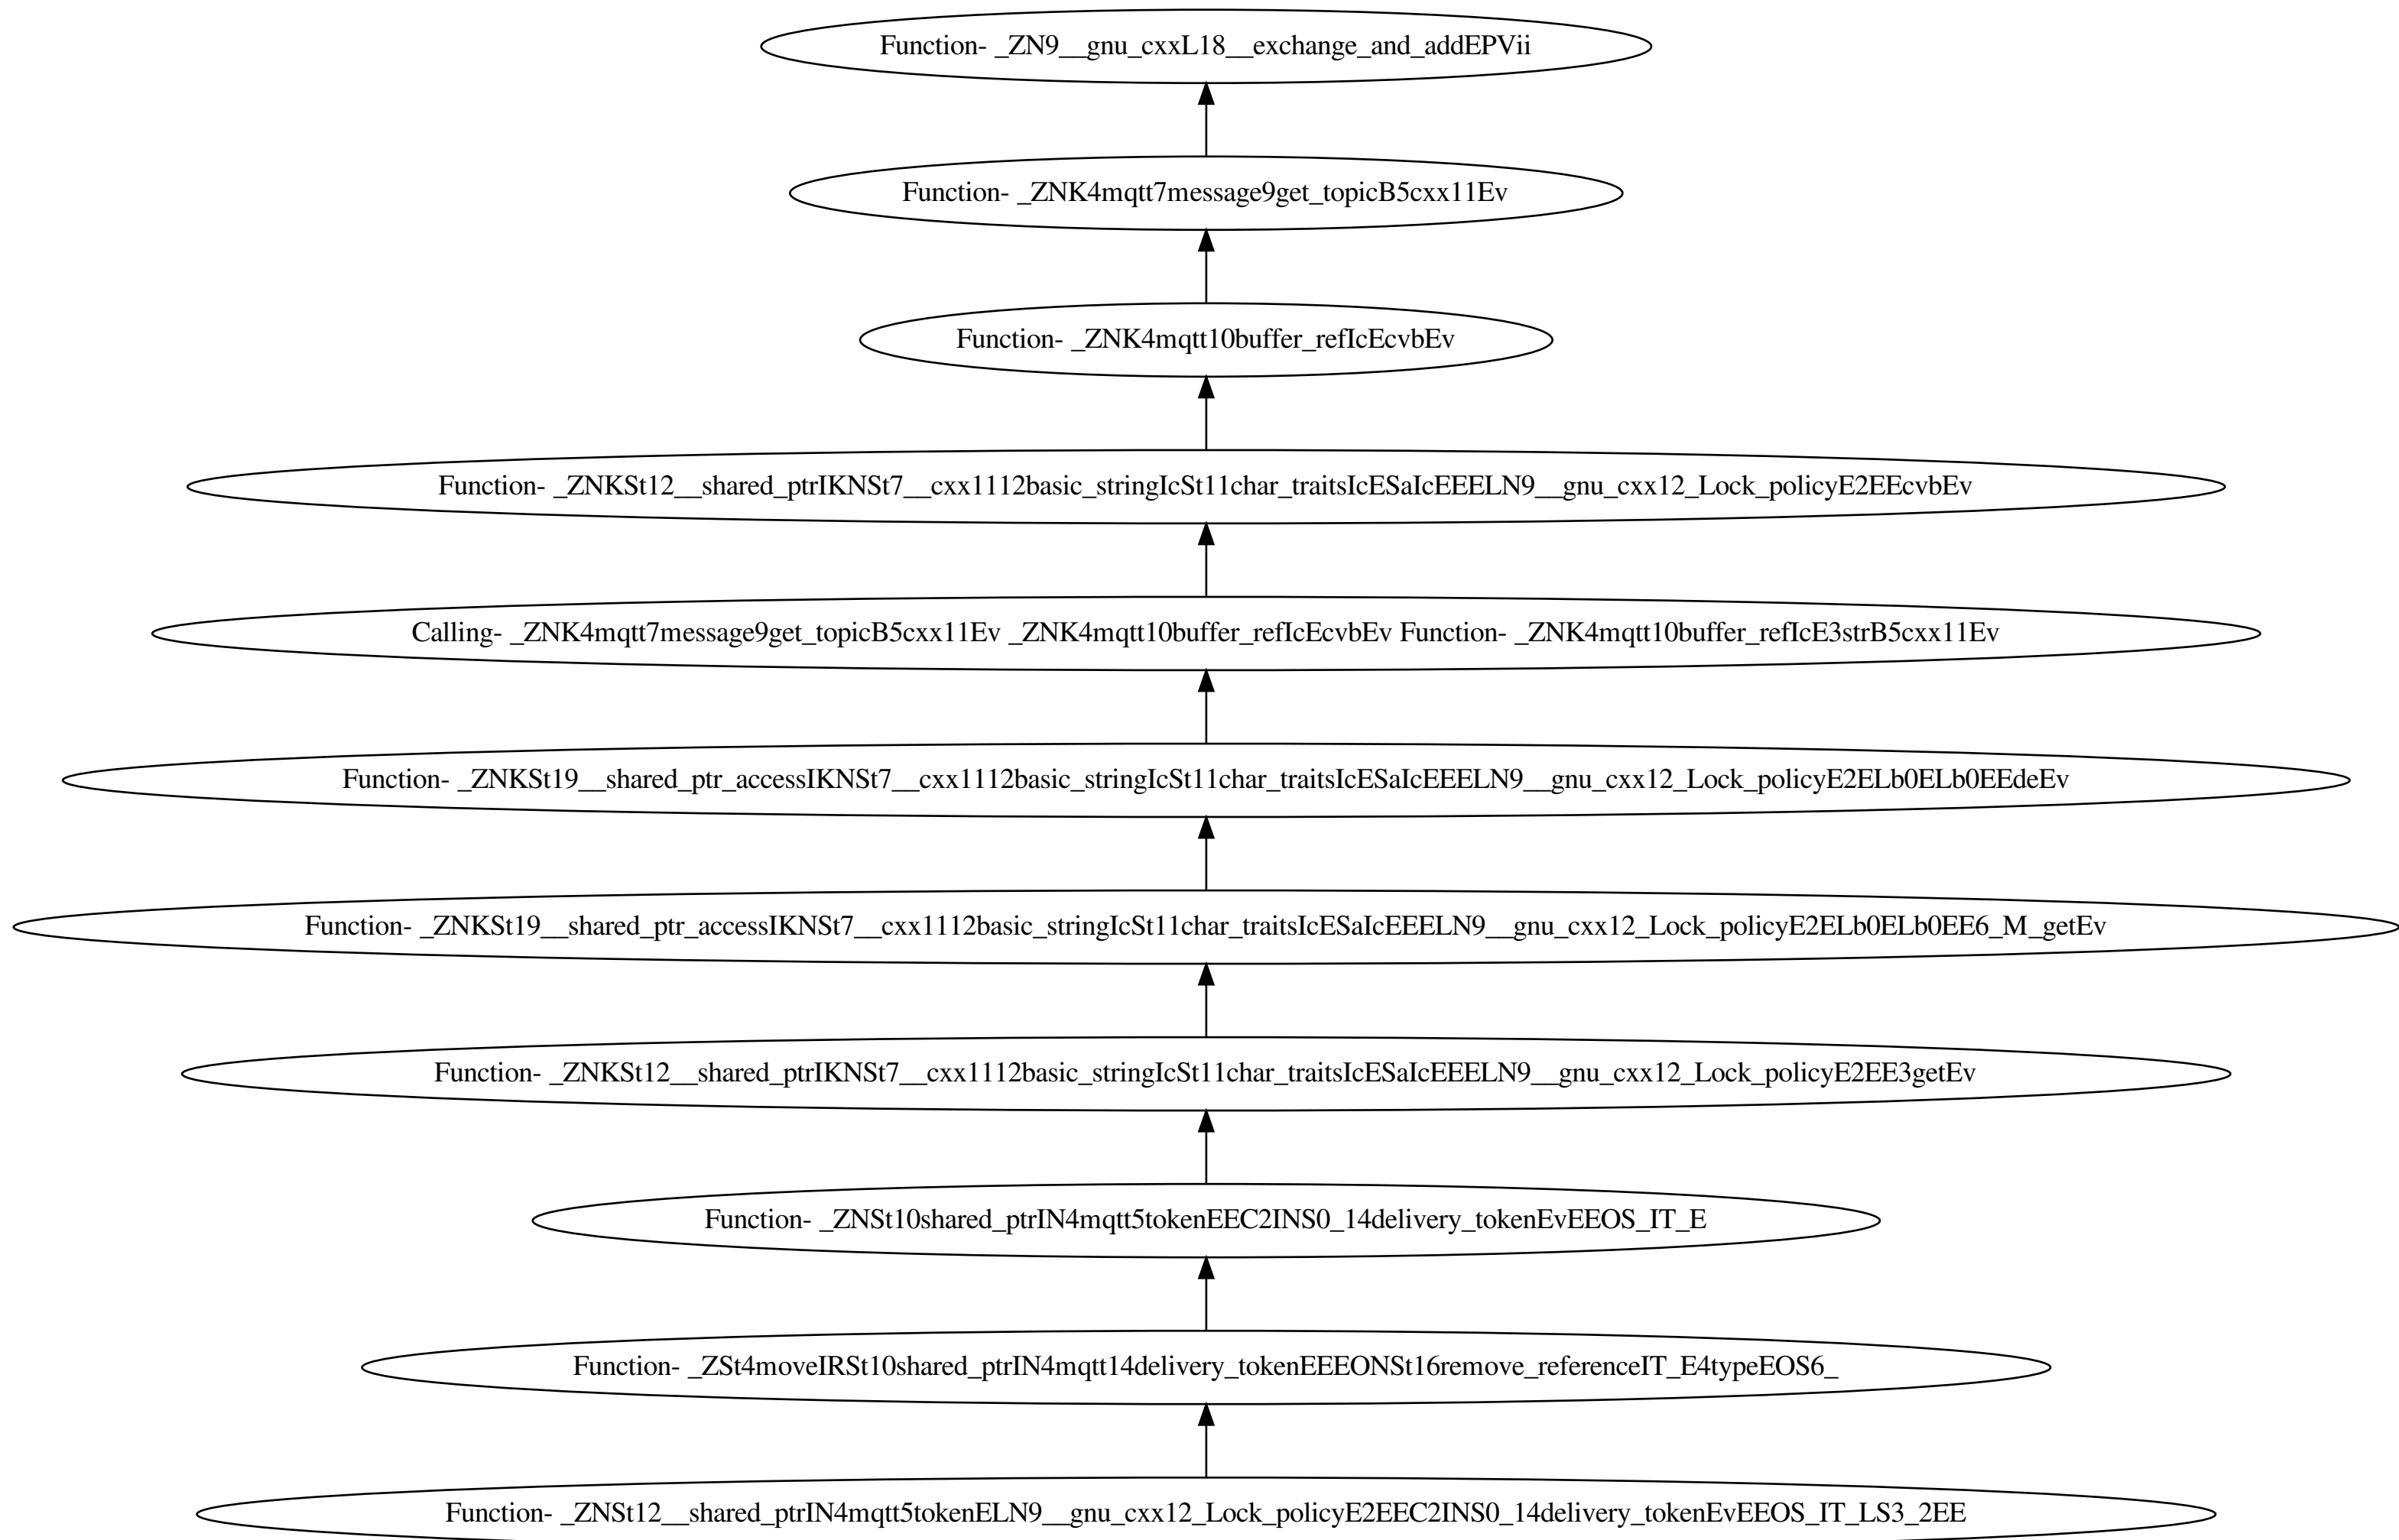 Function- _ZN9__gnu_cxxL18__exchange_and_addEPVii
Function- _ZNK4mqtt7message9get_topicB5cxx11Ev
Function- _ZNK4mqtt10buffer_refIcEcvbEv
Function- _ZNKSt12__shared_ptrIKNSt7__cxx1112basic_stringIcSt11char_traitsIcESaIcEEELN9__gnu_cxx12_Lock_policyE2EEcvbEv
Calling- _ZNK4mqtt7message9get_topicB5cxx11Ev _ZNK4mqtt10buffer_refIcEcvbEv Function- _ZNK4mqtt10buffer_refIcE3strB5cxx11Ev
Function- _ZNKSt19__shared_ptr_accessIKNSt7__cxx1112basic_stringIcSt11char_traitsIcESaIcEEELN9__gnu_cxx12_Lock_policyE2ELb0ELb0EEdeEv
Function- _ZNKSt19__shared_ptr_accessIKNSt7__cxx1112basic_stringIcSt11char_traitsIcESaIcEEELN9__gnu_cxx12_Lock_policyE2ELb0ELb0EE6_M_getEv
Function- _ZNKSt12__shared_ptrIKNSt7__cxx1112basic_stringIcSt11char_traitsIcESaIcEEELN9__gnu_cxx12_Lock_policyE2EE3getEv
Function- _ZNSt10shared_ptrIN4mqtt5tokenEEC2INS0_14delivery_tokenEvEEOS_IT_E
Function- _ZSt4moveIRSt10shared_ptrIN4mqtt14delivery_tokenEEEONSt16remove_referenceIT_E4typeEOS6_
Function- _ZNSt12__shared_ptrIN4mqtt5tokenELN9__gnu_cxx12_Lock_policyE2EEC2INS0_14delivery_tokenEvEEOS_IT_LS3_2EE